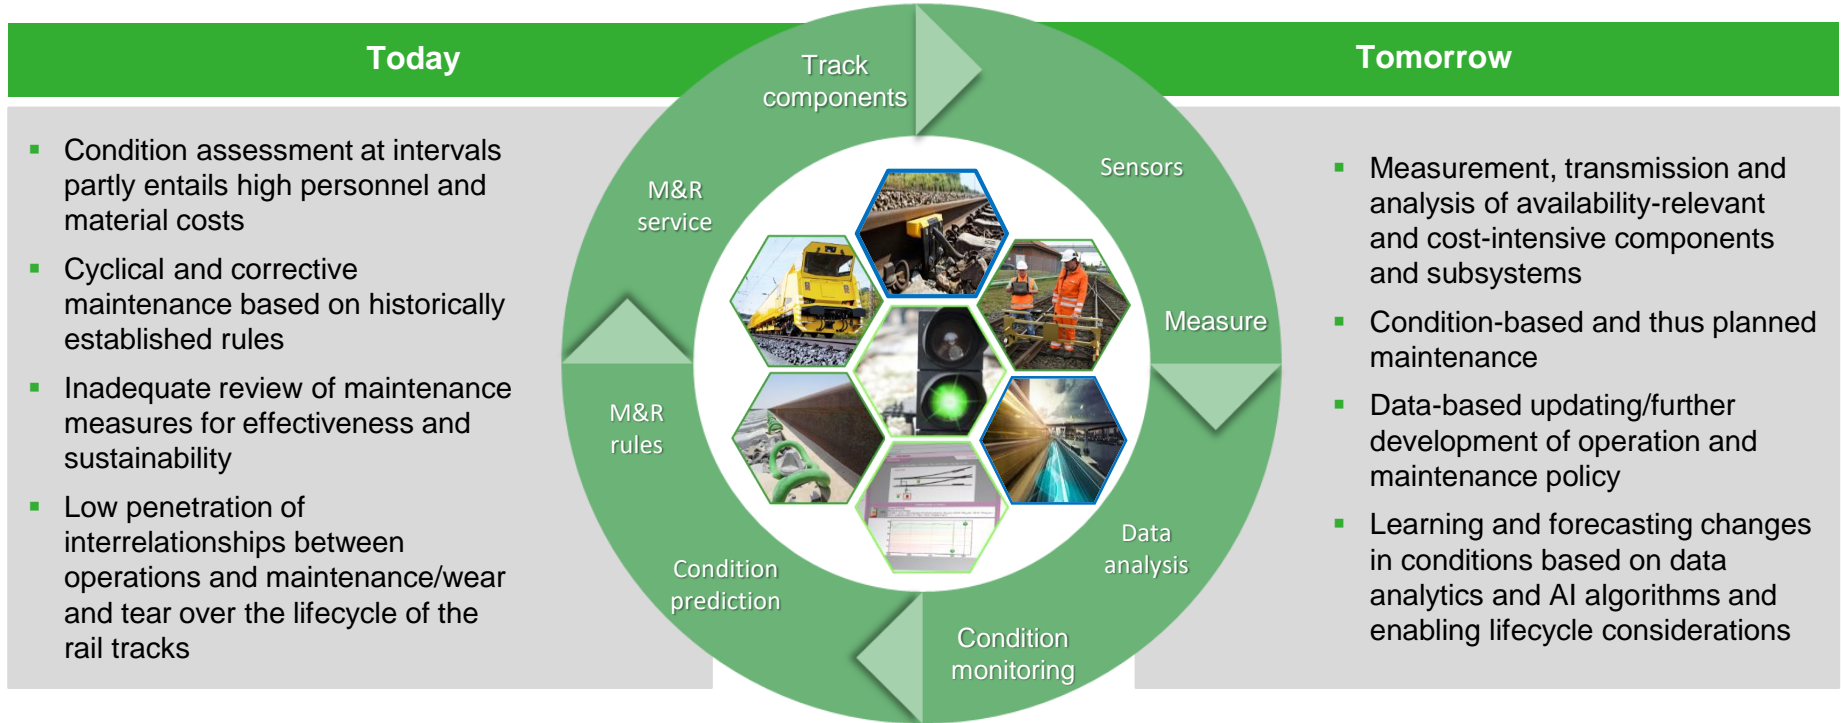 Today
Condition assessment at intervals
partly entails high personnel and
material costs
Cyclical and corrective
maintenance based on historically
established rules
Inadequate review of maintenance
measures for effectiveness and
sustainability
Low penetration of
interrelationships between
operations and maintenance/wear
and tear over the lifecycle of the
rail tracks
Track
components
Sensors
Measure
Data
analysis
Condition
monitoring
Condition
prediction
M&R
rules
M&R
service
Tomorrow
Measurement, transmission and
analysis of availability-relevant
and cost-intensive components
and subsystems
Condition-based and thus planned
maintenance
Data-based updating/further
development of operation and
maintenance policy
Learning and forecasting changes
in conditions based on data
analytics and AI algorithms and
enabling lifecycle considerations